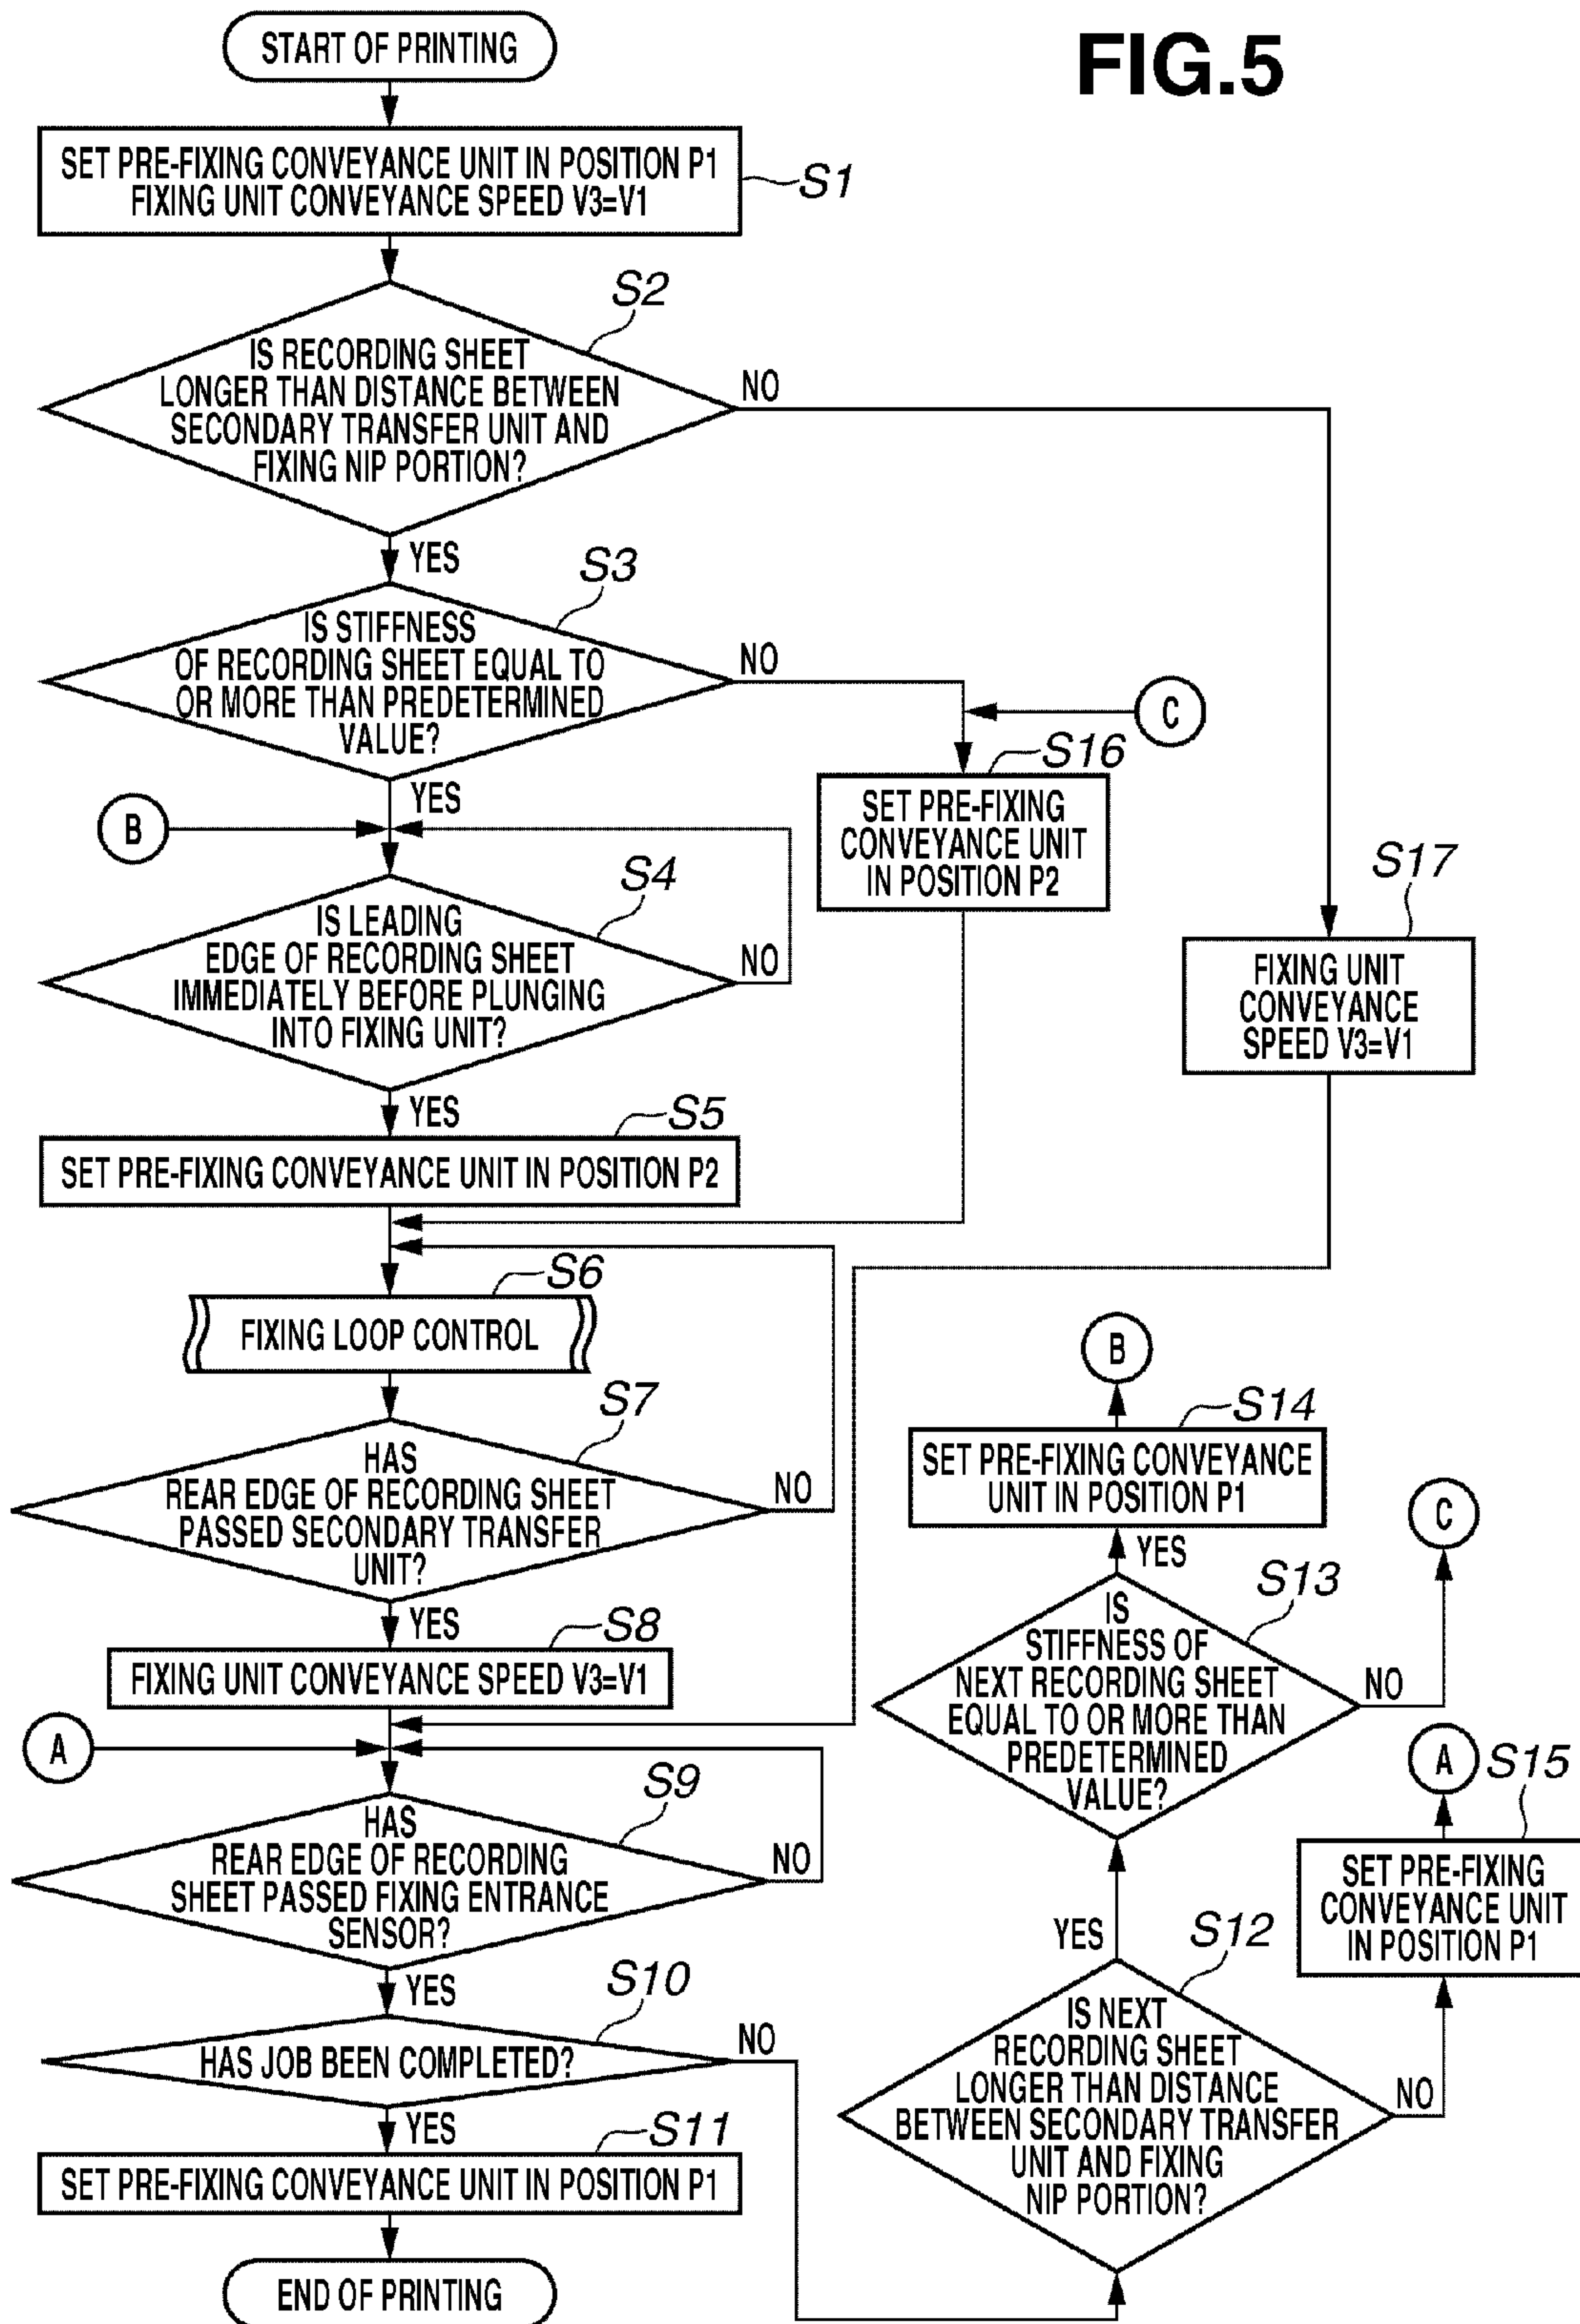 FIG.5
START OF PRINTING
SET PRE-FIXING CONVEYANCE UNIT IN POSITION P1
FIXING UNIT CONVEYANCE SPEED V3=V1
S1
S2
IS RECORDING SHEET
LONGER THAN DISTANCE BETWEEN
SECONDARY TRANSFER UNIT AND
FIXING NIP PORTION?
NO
YES
S3
IS STIFFNESS
OF RECORDING SHEET EQUAL TO
OR MORE THAN PREDETERMINED
VALUE?
NO
YES
C
S16
SET PRE-FIXING
CONVEYANCE UNIT
IN POSITION P2
B
S4
IS LEADING
EDGE OF RECORDING SHEET
IMMEDIATELY BEFORE PLUNGING
INTO FIXING UNIT?
NO
YES
S17
FIXING UNIT
CONVEYANCE
SPEED V3=V1
S5
SET PRE-FIXING CONVEYANCE UNIT IN POSITION P2
S6
FIXING LOOP CONTROL
S7
HAS
REAR EDGE OF RECORDING SHEET
PASSED SECONDARY TRANSFER
UNIT?
NO
YES
S8
FIXING UNIT CONVEYANCE SPEED V3=V1
A
S9
HAS
REAR EDGE OF RECORDING
SHEET PASSED FIXING ENTRANCE
SENSOR?
NO
YES
S10
HAS JOB BEEN COMPLETED?
NO
YES
S11
SET PRE-FIXING CONVEYANCE UNIT IN POSITION P1
END OF PRINTING
B
S14
SET PRE-FIXING CONVEYANCE
UNIT IN POSITION P1
YES
C
S13
IS
STIFFNESS OF
NEXT RECORDING SHEET
EQUAL TO OR MORE THAN
PREDETERMINED
VALUE?
NO
A
S15
SET PRE-FIXING
CONVEYANCE UNIT
IN POSITION P1
YES
S12
IS NEXT
RECORDING SHEET
LONGER THAN DISTANCE
BETWEEN SECONDARY TRANSFER
UNIT AND FIXING
NIP PORTION?
NO